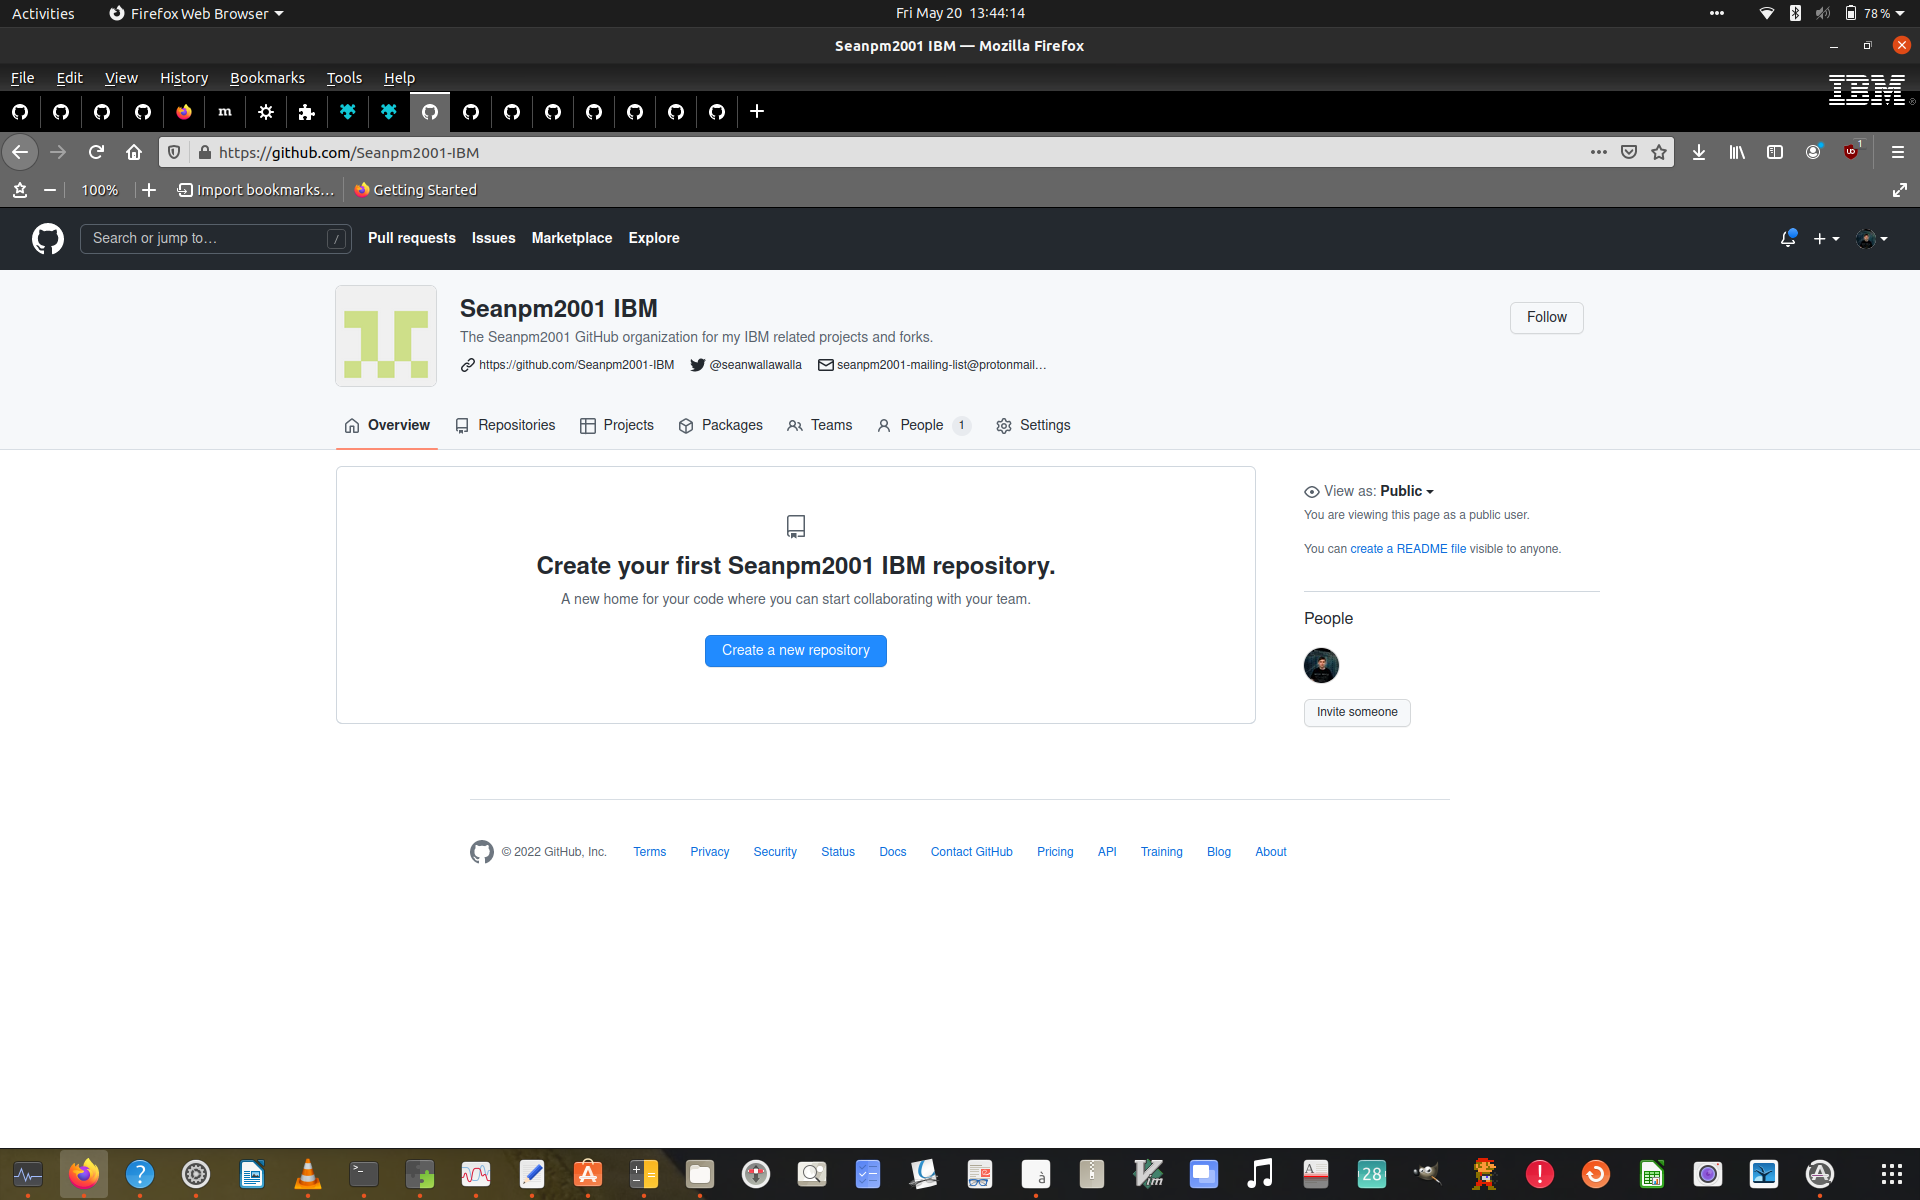 Activities Firefox Web Browser Fri May 20 13:44:14 78 %
Seanpm2001 IBM — Mozilla Firefox
File Edit View History Bookmarks Tools Help
IBM
m
https://github.com/Seanpm2001-IBM 1
100% Import bookmarks... Getting Started
Search or jump to... / Pull requests Issues Marketplace Explore
Seanpm2001 IBM
Follow
The Seanpm2001 GitHub organization for my IBM related projects and forks.
https://github.com/Seanpm2001-IBM @seanwallawalla seanpm2001-mailing-list@protonmail...
Overview Repositories Projects Packages Teams People 1 Settings
View as: Public
You are viewing this page as a public user.
You can create a README file visible to anyone.
Create your first Seanpm2001 IBM repository.
A new home for your code where you can start collaborating with your team.
Create a new repository
People
Invite someone
© 2022 GitHub, Inc. Terms Privacy Security Status Docs Contact GitHub Pricing API Training Blog About
28